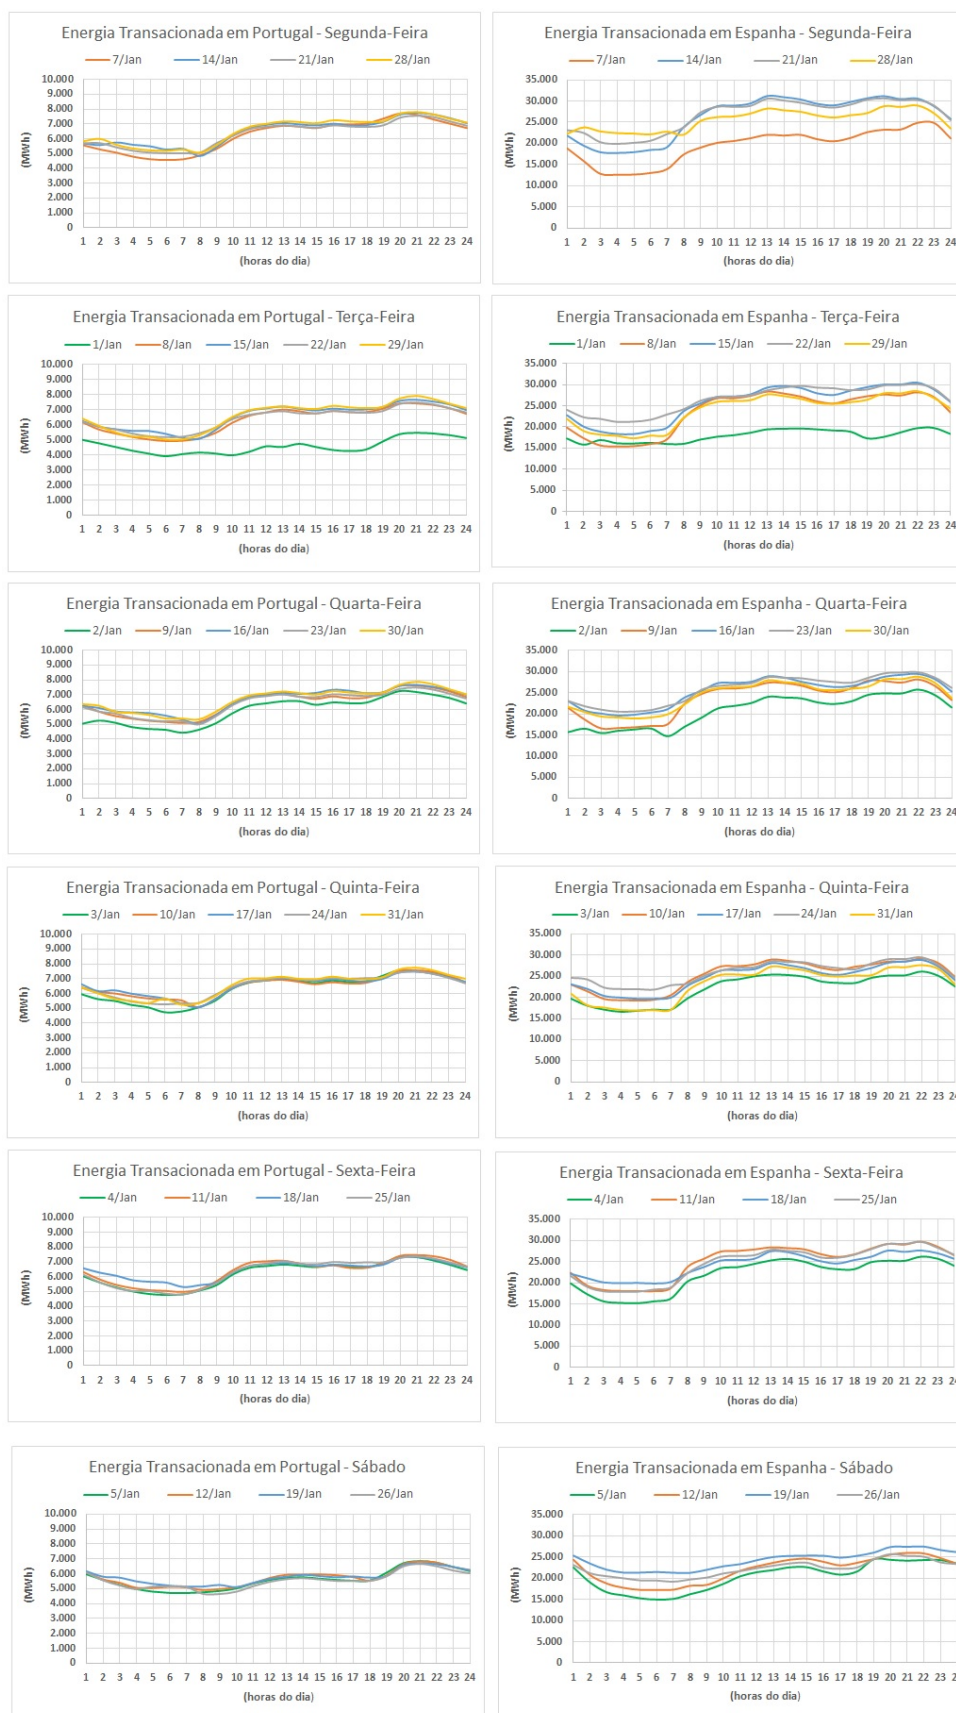 Energia Transacionada em Portugal - Segunda-Feira
7/Jan 14/Jan 21/Jan 28/Jan
(MWh)
10.000
9.000
8.000
7.000
6.000
5.000
4.000
3.000
2.000
1.000
0
1 2 3 4 5 6 7 8 9 10 11 12 13 14 15 16 17 18 19 20 21 22 23 24
(horas do dia)
Energia Transacionada em Espanha - Segunda-Feira
7/Jan 14/Jan 21/Jan 28/Jan
(MWh)
35.000
30.000
25.000
20.000
15.000
10.000
5.000
0
1 2 3 4 5 6 7 8 9 10 11 12 13 14 15 16 17 18 19 20 21 22 23 24
(horas do dia)
Energia Transacionada em Portugal - Terça-Feira
1/Jan 8/Jan 15/Jan 22/Jan 29/Jan
(MWh)
10.000
9.000
8.000
7.000
6.000
5.000
4.000
3.000
2.000
1.000
0
1 2 3 4 5 6 7 8 9 10 11 12 13 14 15 16 17 18 19 20 21 22 23 24
(horas do dia)
Energia Transacionada em Espanha - Terça-Feira
1/Jan 8/Jan 15/Jan 22/Jan 29/Jan
(MWh)
35.000
30.000
25.000
20.000
15.000
10.000
5.000
0
1 2 3 4 5 6 7 8 9 10 11 12 13 14 15 16 17 18 19 20 21 22 23 24
(horas do dia)
Energia Transacionada em Portugal - Quarta-Feira
2/Jan 9/Jan 16/Jan 23/Jan 30/Jan
(MWh)
10.000
9.000
8.000
7.000
6.000
5.000
4.000
3.000
2.000
1.000
0
1 2 3 4 5 6 7 8 9 10 11 12 13 14 15 16 17 18 19 20 21 22 23 24
(horas do dia)
Energia Transacionada em Espanha - Quarta-Feira
2/Jan 9/Jan 16/Jan 23/Jan 30/Jan
(MWh)
35.000
30.000
25.000
20.000
15.000
10.000
5.000
0
1 2 3 4 5 6 7 8 9 10 11 12 13 14 15 16 17 18 19 20 21 22 23 24
(horas do dia)
Energia Transacionada em Portugal - Quinta-Feira
3/Jan 10/Jan 17/Jan 24/Jan 31/Jan
(MWh)
10.000
9.000
8.000
7.000
6.000
5.000
4.000
3.000
2.000
1.000
0
1 2 3 4 5 6 7 8 9 10 11 12 13 14 15 16 17 18 19 20 21 22 23 24
(horas do dia)
Energia Transacionada em Espanha - Quinta-Feira
3/Jan 10/Jan 17/Jan 24/Jan 31/Jan
(MWh)
35.000
30.000
25.000
20.000
15.000
10.000
5.000
0
1 2 3 4 5 6 7 8 9 10 11 12 13 14 15 16 17 18 19 20 21 22 23 24
(horas do dia)
Energia Transacionada em Portugal - Sexta-Feira
4/Jan 11/Jan 18/Jan 25/Jan
(MWh)
10.000
9.000
8.000
7.000
6.000
5.000
4.000
3.000
2.000
1.000
0
1 2 3 4 5 6 7 8 9 10 11 12 13 14 15 16 17 18 19 20 21 22 23 24
(horas do dia)
Energia Transacionada em Espanha - Sexta-Feira
4/Jan 11/Jan 18/Jan 25/Jan
(MWh)
35.000
30.000
25.000
20.000
15.000
10.000
5.000
0
1 2 3 4 5 6 7 8 9 10 11 12 13 14 15 16 17 18 19 20 21 22 23 24
(horas do dia)
Energia Transacionada em Portugal - Sábado
5/Jan 12/Jan 19/Jan 26/Jan
(MWh)
10.000
9.000
8.000
7.000
6.000
5.000
4.000
3.000
2.000
1.000
0
1 2 3 4 5 6 7 8 9 10 11 12 13 14 15 16 17 18 19 20 21 22 23 24
(horas do dia)
Energia Transacionada em Espanha - Sábado
5/Jan 12/Jan 19/Jan 26/Jan
(MWh)
35.000
30.000
25.000
20.000
15.000
10.000
5.000
0
1 2 3 4 5 6 7 8 9 10 11 12 13 14 15 16 17 18 19 20 21 22 23
(horas do dia)